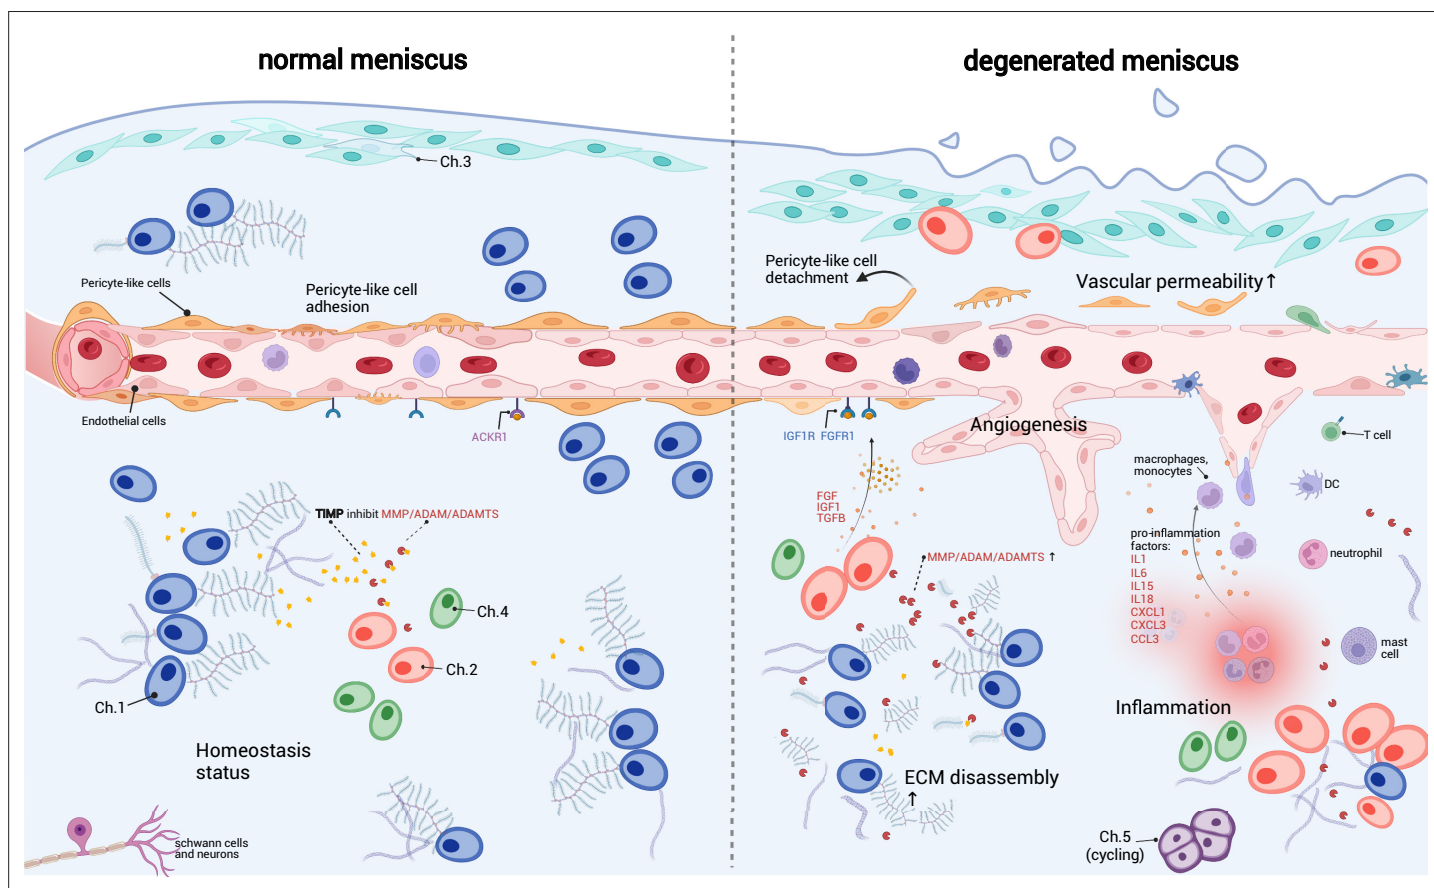 normal meniscus
degenerated meniscus
Ch.3
Pericyte-like cells
Pericyte-like cell
adhesion
Pericyte-like cell
detachment
Vascular permeability↑
Endothelial cells
ACKR1
IGF1R FGFR1
Angiogenesis
T cell
macrophages,
monocytes
DC
TIMP inhibit MMP/ADAM/ADAMTS
FGF
IGF1
TGFB
MMP/ADAM/ADAMTS ↑
pro-inflammation
factors:
IL1
IL6
IL15
IL18
CXCL1
CXCL3
CCL3
neutrophil
mast
cell
Ch.4
Ch.2
Ch.1
Inflammation
Homeostasis
status
ECM disassembly
↑
schwann cells
and neurons
Ch.5
(cycling)